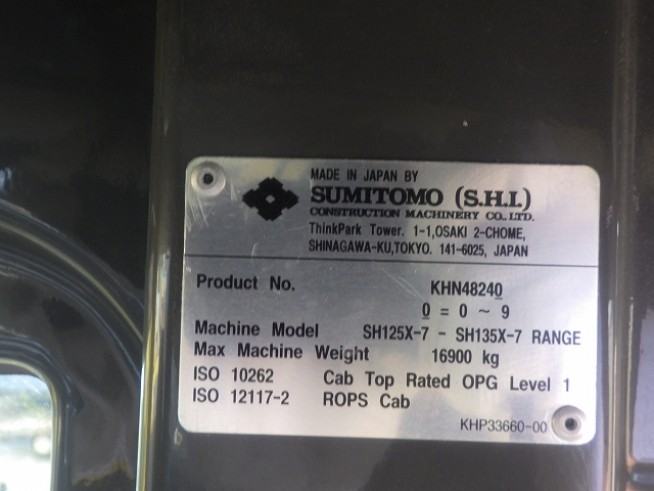 MADE IN JAPAN BY
SUMITOMO (S.H.I.)
CONSTRUCTION MACHINERY CO., LTD.
ThinkPark Tower. 1-1,OSAKI 2-CHOME,
SHINAGAWA-KU,TOKYO. 141-6025, JAPAN
Product No. KHN48240
0 = 0 ~ 9
Machine Model SH125X-7 - SH135X-7 RANGE
Max Machine Weight 16900 kg
ISO 10262 Cab Top Rated OPG Level 1
ISO 12117-2 ROPS Cab
KHP33660-00